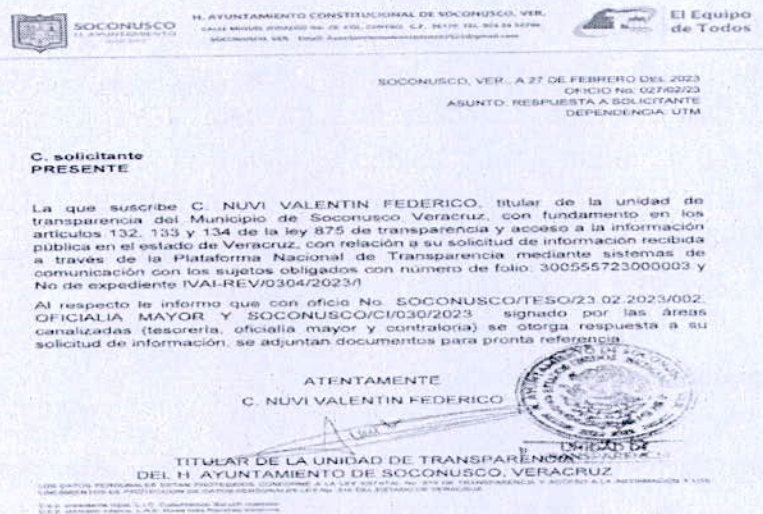 SOCONUSCO
H. AYUNTAMIENTO
H. AYUNTAMIENTO CONSTITUCIONAL DE SOCONUSCO, VER.
El Equipo
de Todos
SOCONUSCO, VER., A 27 DE FEBRERO DEL 2023
OFICIO No: 027/02/23
ASUNTO: RESPUESTA A SOLICITANTE
DEPENDENCIA: UTM
C. solicitante
PRESENTE
La que suscribe C. NUVI VALENTIN FEDERICO, titular de la unidad de
transparencia del Municipio de Soconusco Veracruz, con fundamento en los
articulos 132, 133 y 134 de la ley 875 de transparencia y acceso a la información
pública en el estado de Veracruz, con relación a su solicitud de información recibida
a través de la Plataforma Nacional de Transparencia mediante sistemas de
comunicación con los sujetos obligados con número de folio: 300555723000003 y
No de expediente IVAI-REV/0304/2023/I
Al respecto le informo que con oficio No. SOCONUSCO/TESO/23.02.2023/002,
OFICIALIA MAYOR Y SOCONUSCO/CI/030/2023 signado por las áreas
canalizadas (tesorería, oficialía mayor y contraloria) se otorga respuesta a su
solicitud de información, se adjuntan documentos para pronta referencia
ATENTAMENTE
C. NUVI VALENTIN FEDERICO
UNIDAD DE
TRANSPARENCIA
TITULAR DE LA UNIDAD DE TRANSPARENCIA
DEL H. AYUNTAMIENTO DE SOCONUSCO, VERACRUZ